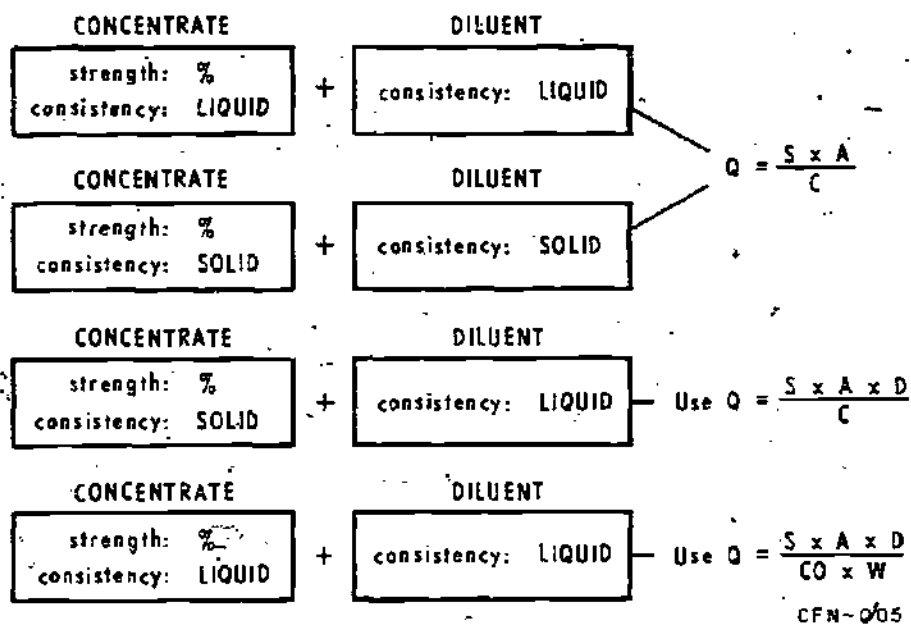 CONCENTRATE DILUENT
strength: %
consistency: LIQUID + consistency: LIQUID
Q = S x A / C
CONCENTRATE DILUENT
strength: %
consistency: SOLID + consistency: SOLID
CONCENTRATE DILUENT
strength: %
consistency: SOLID + consistency: LIQUID — Use Q = S x A x D / C
CONCENTRATE DILUENT
strength: %
consistency: LIQUID + consistency: LIQUID — Use Q = S x A x D / CO x W
CFN-005